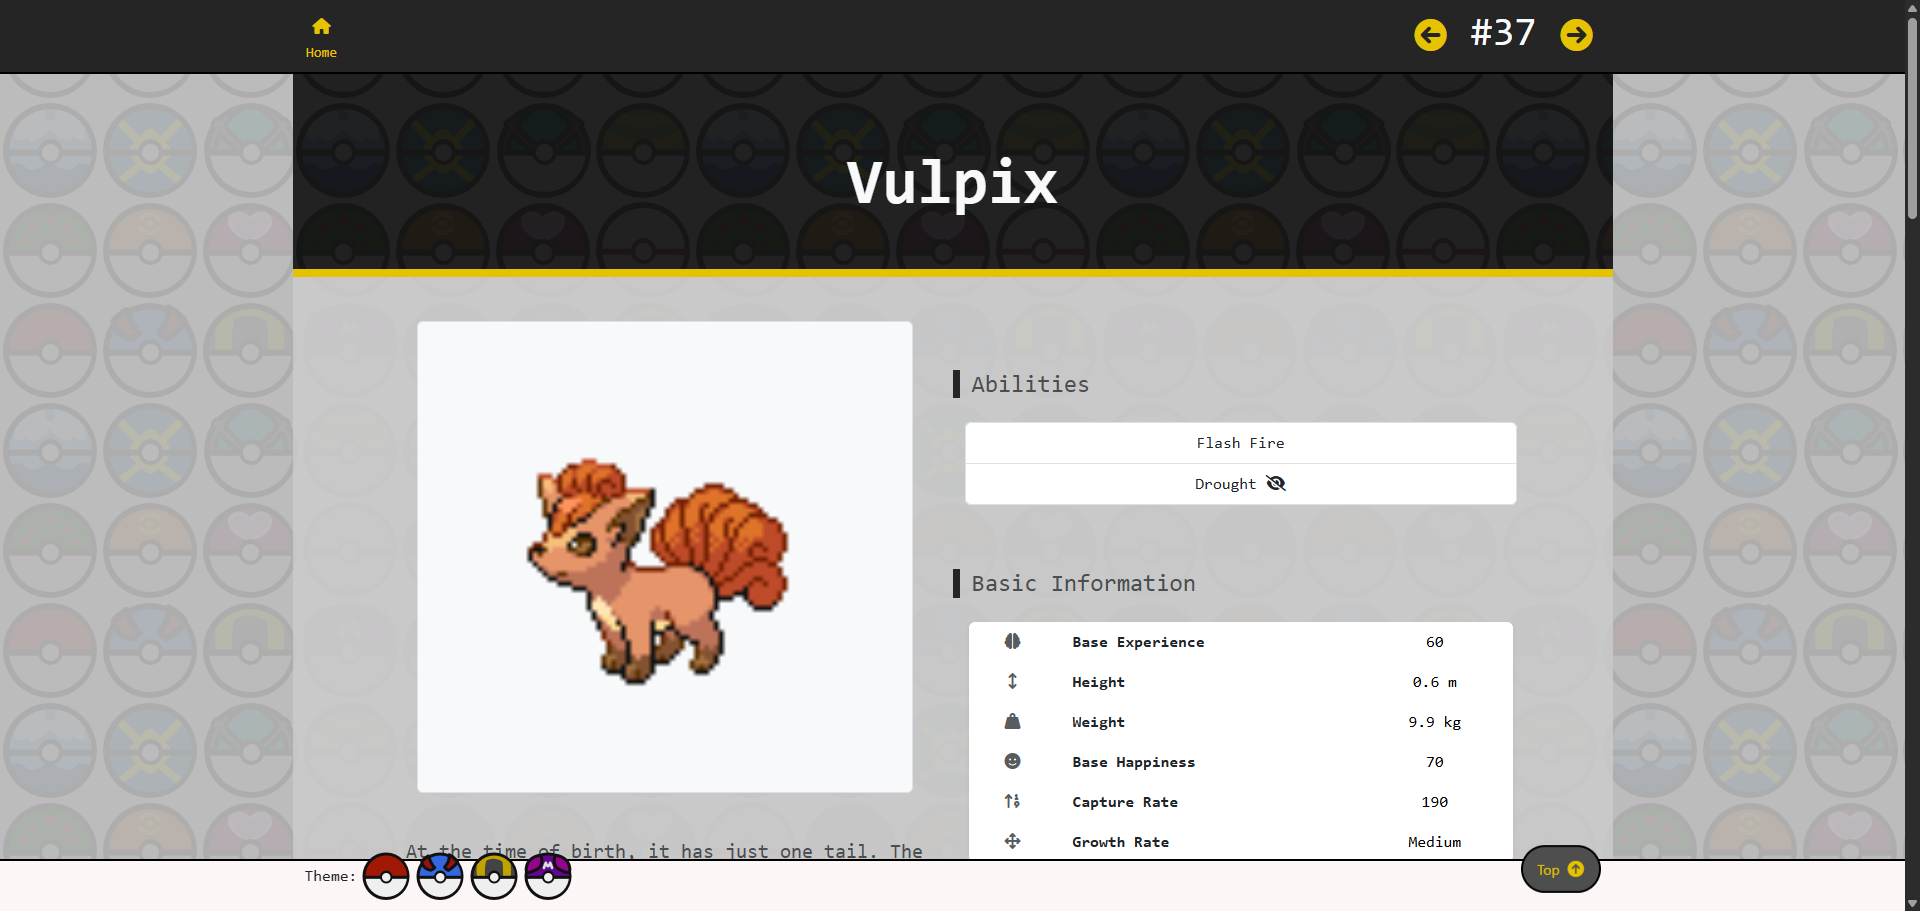 Home
#37
Vulpix
Abilities
Flash Fire
Drought
Basic Information
Base Experience 60
Height 0.6 m
Weight 9.9 kg
Base Happiness 70
Capture Rate 190
Growth Rate Medium
At the time of birth, it has just one tail. The
Theme:
Top